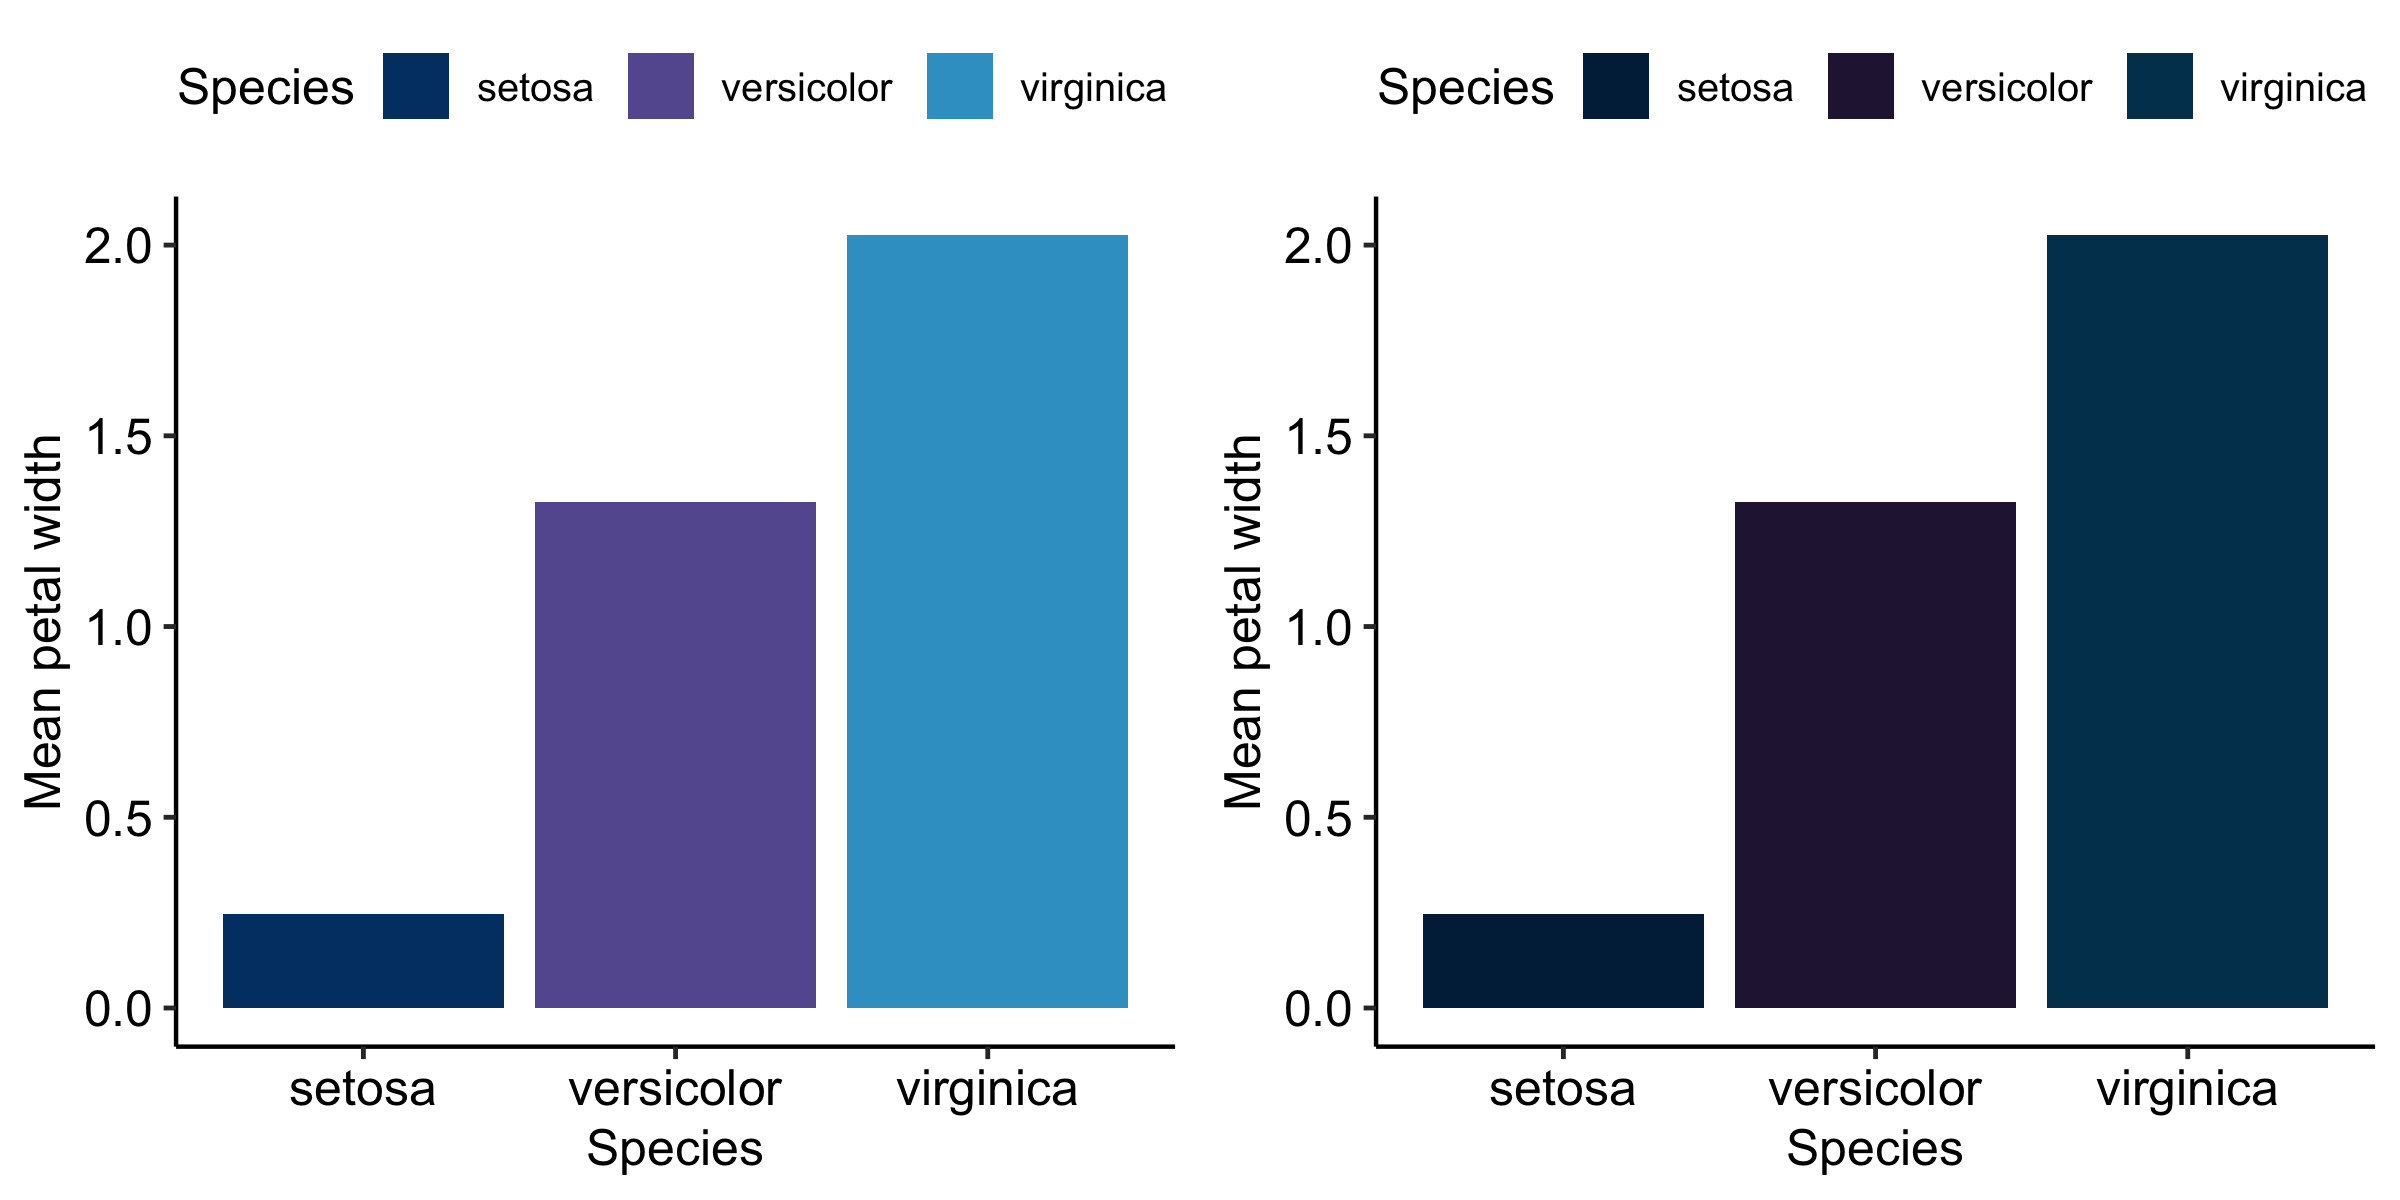 Species setosa versicolor virginica
Mean petal width
2.0
1.5
1.0
0.5
0.0
setosa versicolor virginica
Species
Species setosa versicolor virginica
Mean petal width
2.0
1.5
1.0
0.5
0.0
setosa versicolor virginica
Species